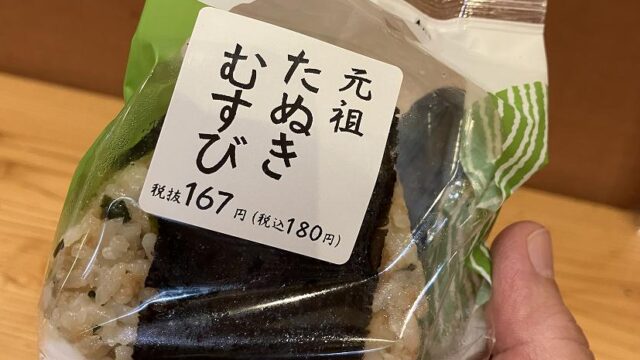 元祖
たぬき
むすび
税抜167円(税込180円)